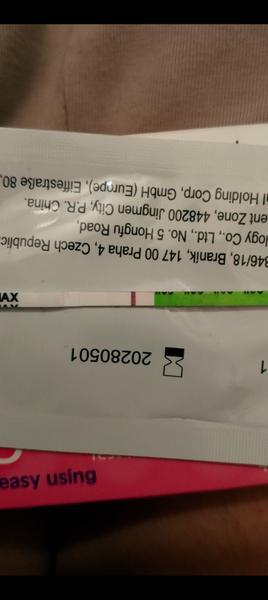 346/18, Braník, 147 00 Praha 4, Czech Republic
logy Co., Ltd., No. 5 Hongfu Road,
ent Zone, 448200 Jingmen City, P.R. China.
l Holding Corp, GmbH (Europe), Eiffestraße 80,
MAX
20280501
easy using